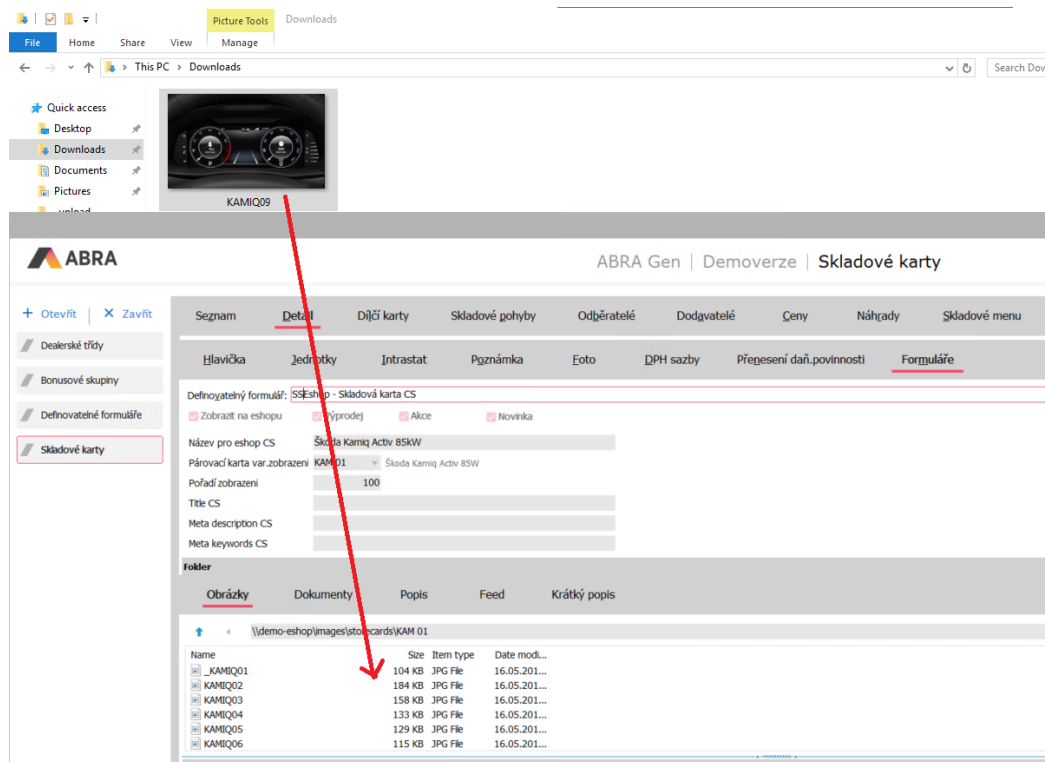 Picture Tools Downloads
File Home Share View Manage
This PC > Downloads Search Dow
Quick access
Desktop
Downloads
Documents
Pictures
KAMIQ09
ABRA
ABRA Gen | Demoverze | Skladové karty
+ Otevřít | X Zavřít
Seznam Detail Dílčí karty Skladové pohyby Odběratelé Dodavatelé Ceny Náhrady Skladové menu
Dealerské třídy
Bonusové skupiny
Definovatelné formuláře
Skladové karty
Hlavička Jednotky Intrastat Poznámka Foto DPH sazby Přenesení daň.povinnosti Formuláře
Definovatelný formulář: SSEshop - Skladová karta CS
Zobrazit na eshopu Výprodej Akce Novinka
Název pro eshop CS Škoda Kamiq Activ 85kW
Párovací karta var.zobrazeni KAM 01 Škoda Kamiq Activ 85W
Pořadí zobrazeni 100
Title CS
Meta description CS
Meta keywords CS
Folder
Obrázky Dokumenty Popis Feed Krátký popis
\\demo-eshop\images\storecards\KAM 01
Name Size Item type Date modi...
_KAMIQ01 104 KB JPG File 16.05.201...
KAMIQ02 184 KB JPG File 16.05.201...
KAMIQ03 158 KB JPG File 16.05.201...
KAMIQ04 133 KB JPG File 16.05.201...
KAMIQ05 129 KB JPG File 16.05.201...
KAMIQ06 115 KB JPG File 16.05.201...